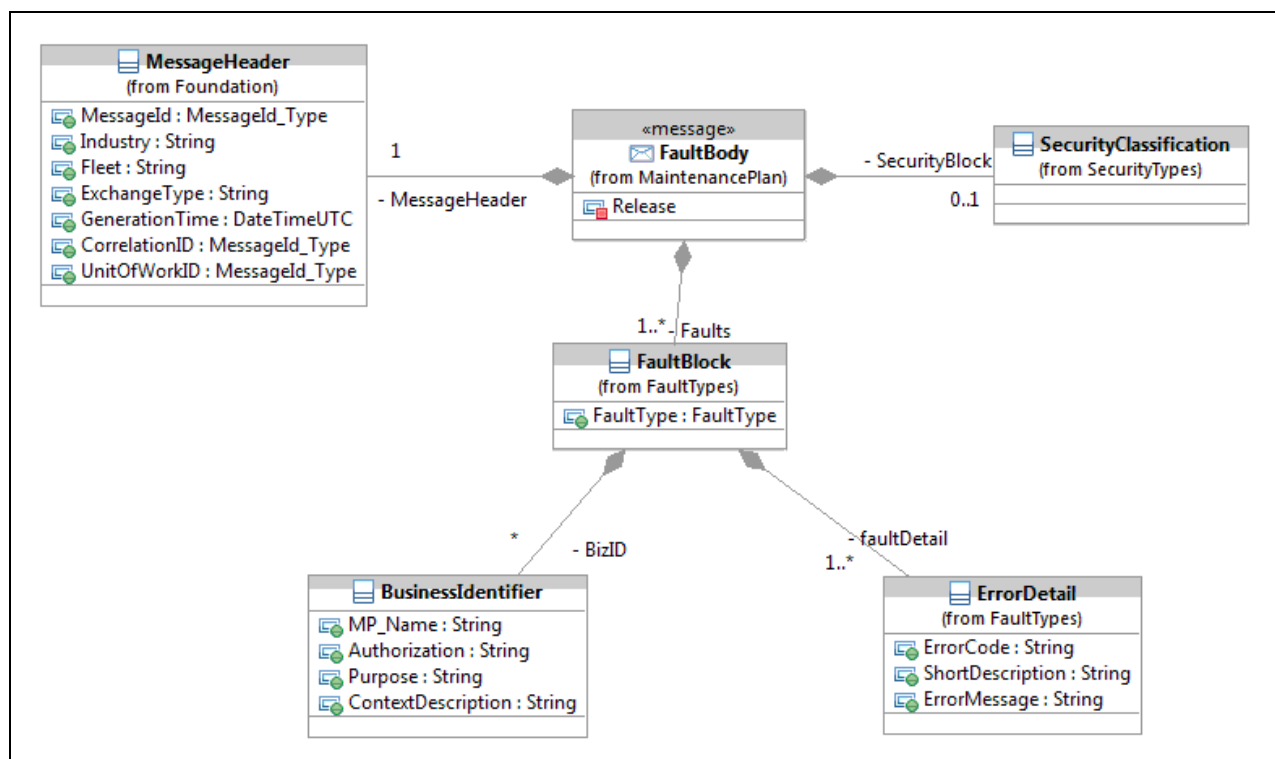 MessageHeader
(from Foundation)
MessageId : MessageId_Type
Industry : String
Fleet : String
ExchangeType : String
GenerationTime : DateTimeUTC
CorrelationID : MessageId_Type
UnitOfWorkID : MessageId_Type
1
- MessageHeader
«message»
FaultBody
(from MaintenancePlan)
Release
- SecurityBlock
0..1
SecurityClassification
(from SecurityTypes)
1..*
- Faults
FaultBlock
(from FaultTypes)
FaultType : FaultType
*
- BizID
- faultDetail
1..*
BusinessIdentifier
MP_Name : String
Authorization : String
Purpose : String
ContextDescription : String
ErrorDetail
(from FaultTypes)
ErrorCode : String
ShortDescription : String
ErrorMessage : String